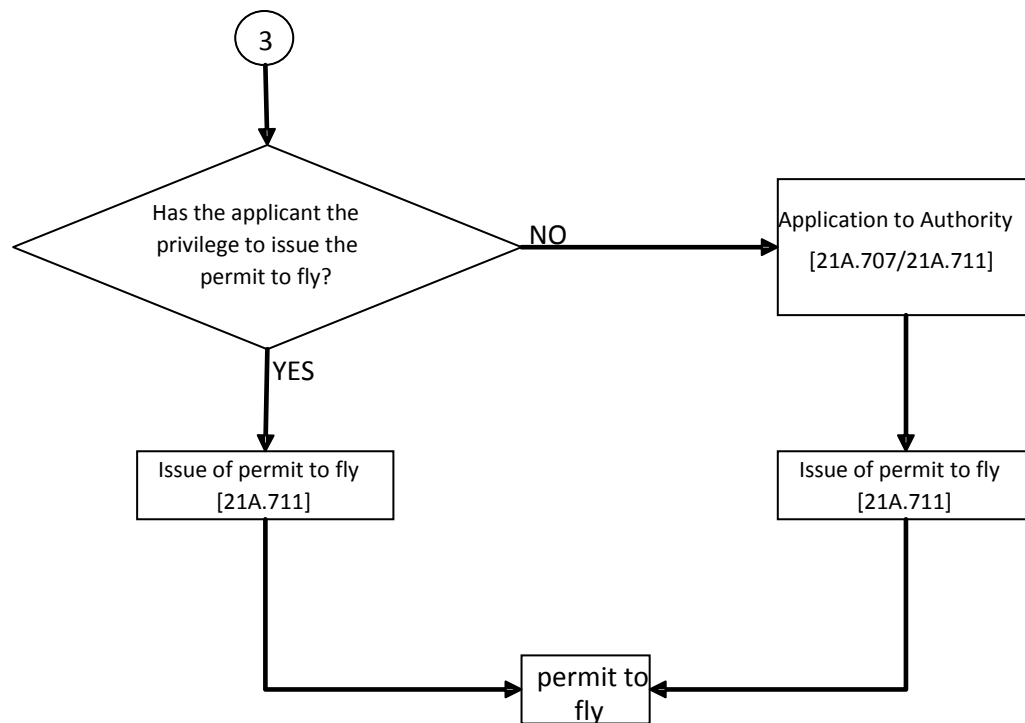 3
Has the applicant the
privilege to issue the
permit to fly?
NO
Application to Authority
[21A.707/21A.711]
YES
Issue of permit to fly
[21A.711]
Issue of permit to fly
[21A.711]
permit to
fly